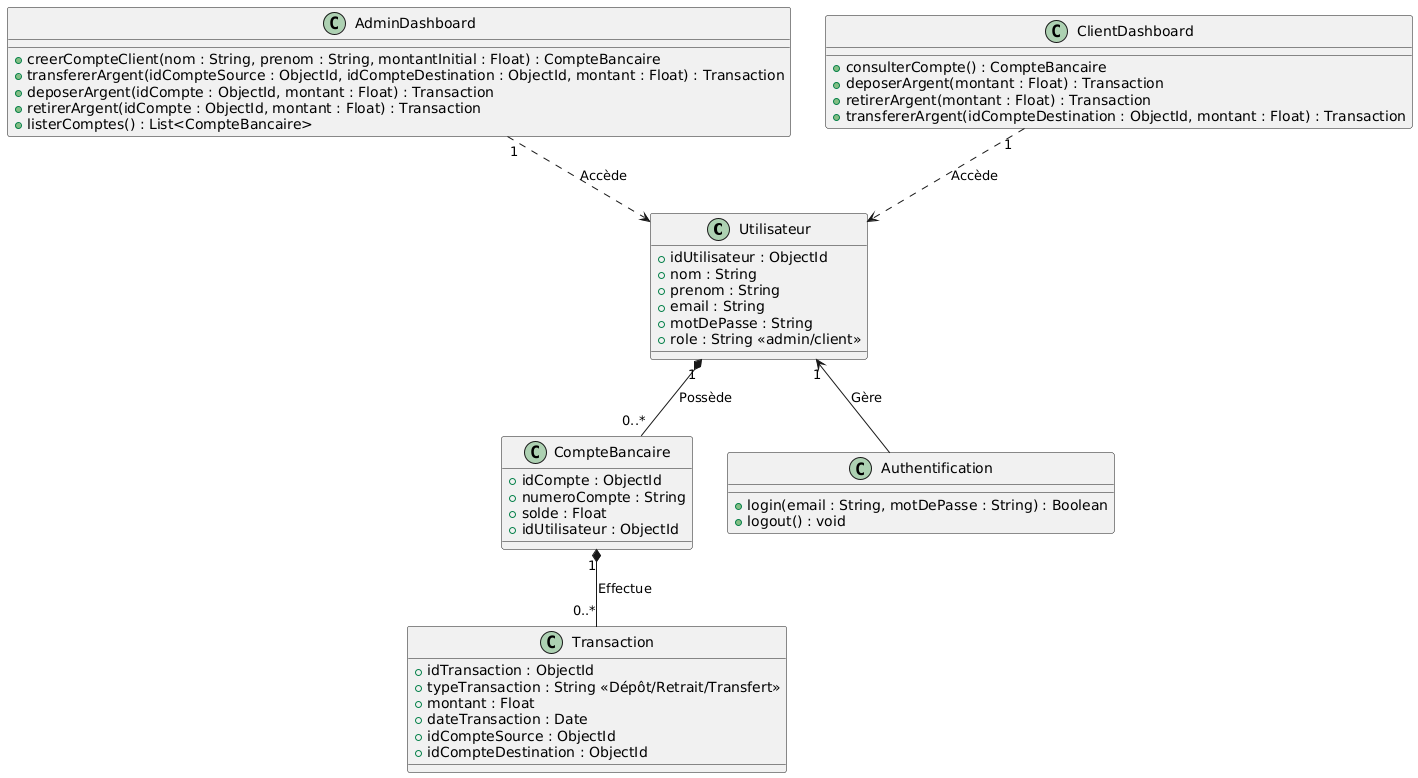 C AdminDashboard
creerCompteClient(nom : String, prenom : String, montantInitial : Float) : CompteBancaire
transfererArgent(idCompteSource : ObjectId, idCompteDestination : ObjectId, montant : Float) : Transaction
deposerArgent(idCompte : ObjectId, montant : Float) : Transaction
retirerArgent(idCompte : ObjectId, montant : Float) : Transaction
listerComptes() : List<CompteBancaire>
C ClientDashboard
consulterCompte() : CompteBancaire
deposerArgent(montant : Float) : Transaction
retirerArgent(montant : Float) : Transaction
transfererArgent(idCompteDestination : ObjectId, montant : Float) : Transaction
1
Accède
1
Accède
C Utilisateur
idUtilisateur : ObjectId
nom : String
prenom : String
email : String
motDePasse : String
role : String «admin/client»
1
Possède
0..*
1
Gère
C CompteBancaire
idCompte : ObjectId
numeroCompte : String
solde : Float
idUtilisateur : ObjectId
C Authentification
login(email : String, motDePasse : String) : Boolean
logout() : void
1
Effectue
0..*
C Transaction
idTransaction : ObjectId
typeTransaction : String «Dépôt/Retrait/Transfert»
montant : Float
dateTransaction : Date
idCompteSource : ObjectId
idCompteDestination : ObjectId